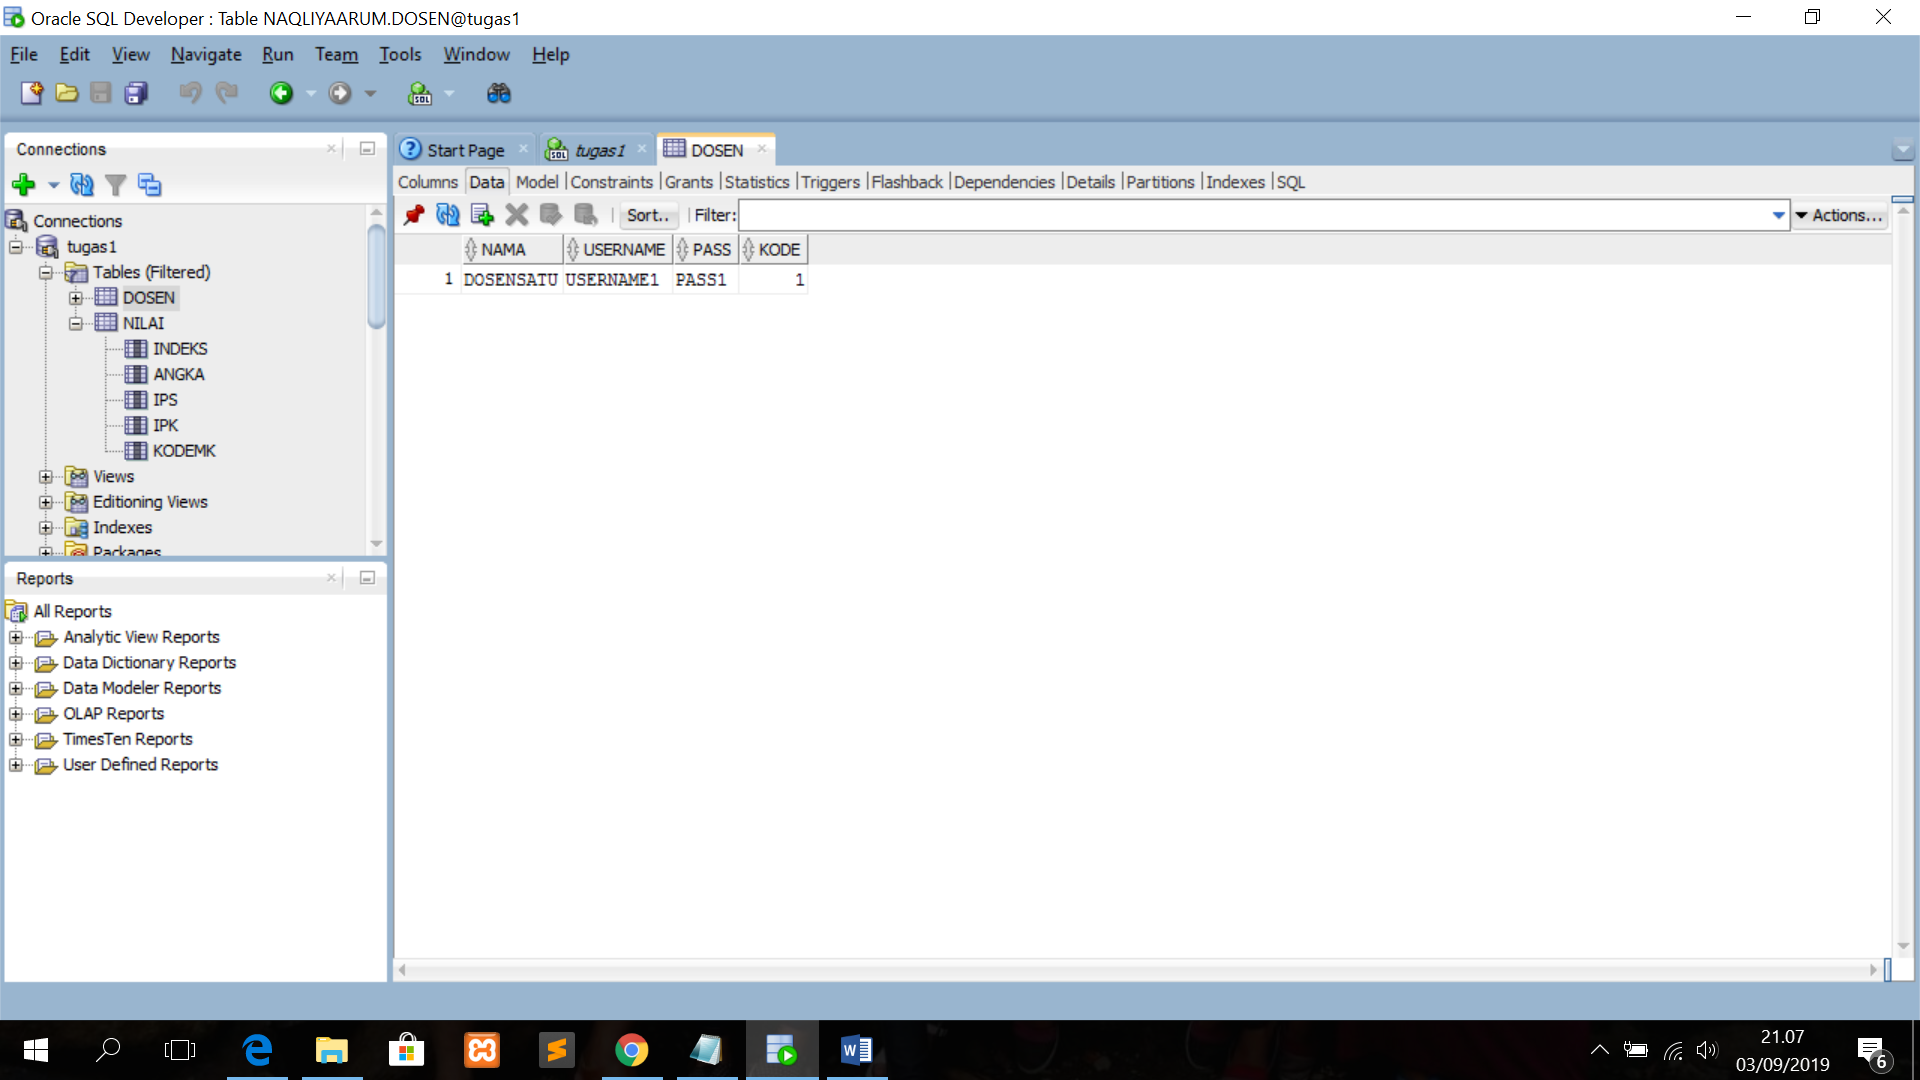 Oracle SQL Developer : Table NAQLIYAARUM.DOSEN@tugas1
File Edit View Navigate Run Team Tools Window Help
Connections
Connections
tugas1
Tables (Filtered)
DOSEN
NILAI
INDEKS
ANGKA
IPS
IPK
KODEMK
Views
Editioning Views
Indexes
Packages
Reports
All Reports
Analytic View Reports
Data Dictionary Reports
Data Modeler Reports
OLAP Reports
TimesTen Reports
User Defined Reports
Start Page tugas1 DOSEN
Columns Data Model Constraints Grants Statistics Triggers Flashback Dependencies Details Partitions Indexes SQL
Sort.. Filter: Actions...
NAMA USERNAME PASS KODE
1 DOSENSATU USERNAME1 PASS1 1
21.07
03/09/2019
6